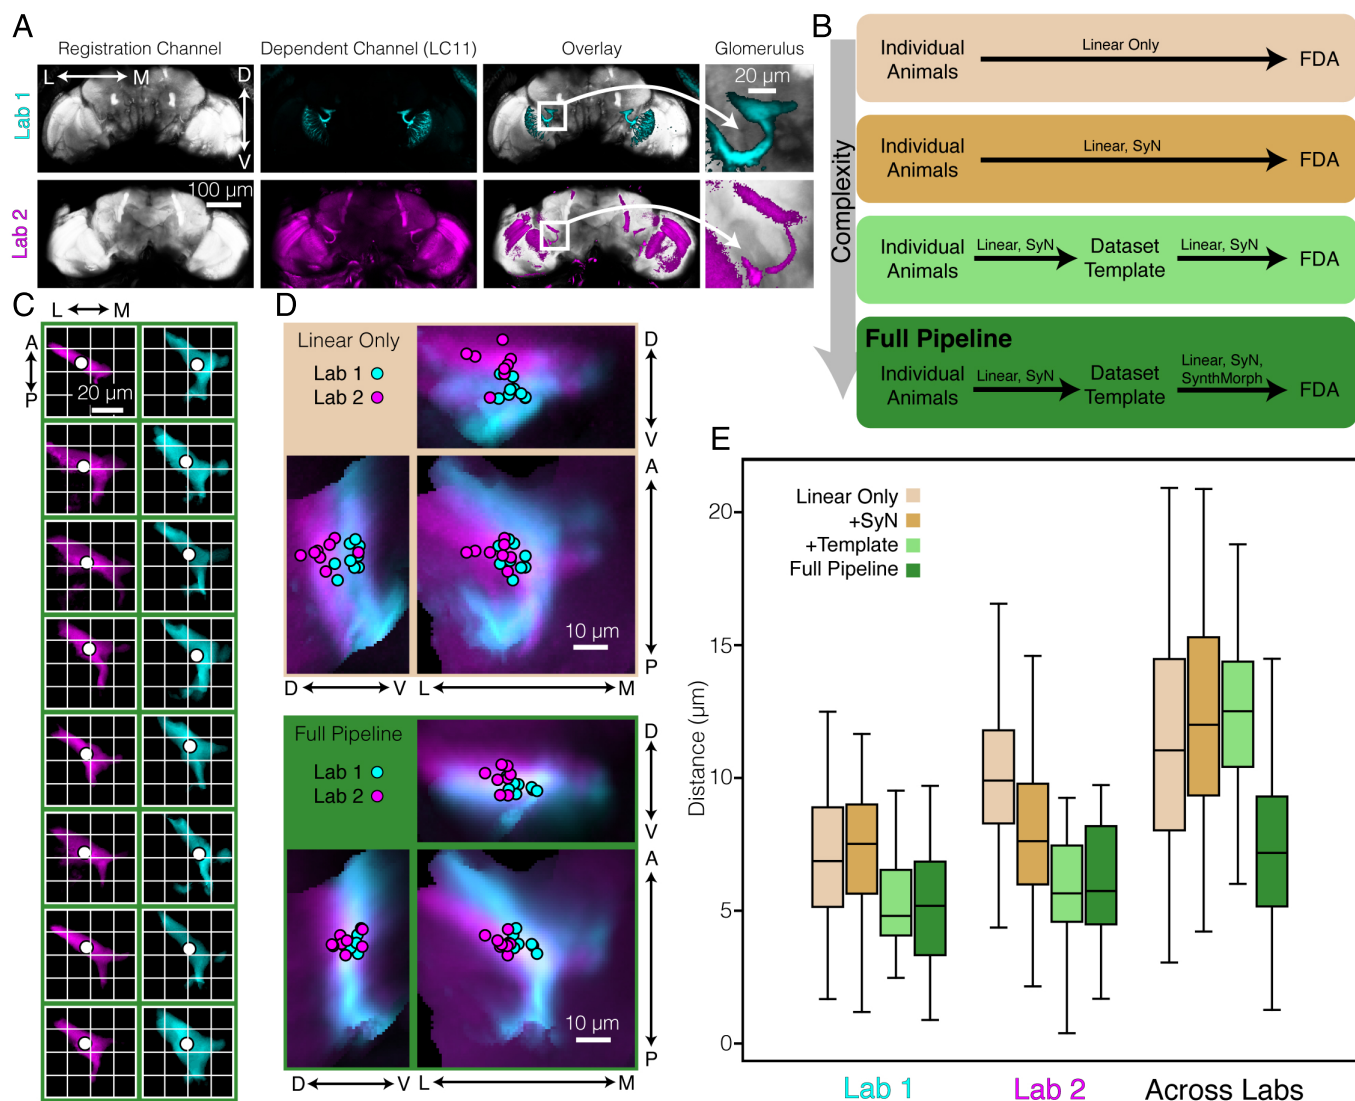 A
Registration Channel
Dependent Channel (LC11)
Overlay
Glomerulus
Lab 1
L
M
D
V
20 µm
Lab 2
100 µm
B
Complexity
Individual
Animals
Linear Only
FDA
Individual
Animals
Linear, SyN
FDA
Individual
Animals
Linear, SyN
Dataset
Template
Linear, SyN
FDA
Full Pipeline
Individual
Animals
Linear, SyN
Dataset
Template
Linear, SyN,
SynthMorph
FDA
C
L
M
A
P
20 µm
D
Linear Only
Lab 1
Lab 2
D
V
A
P
10 µm
D
V
L
M
Full Pipeline
Lab 1
Lab 2
D
V
A
P
10 µm
D
V
L
M
E
Linear Only
+SyN
+Template
Full Pipeline
Distance (µm)
20
15
10
5
0
Lab 1
Lab 2
Across Labs